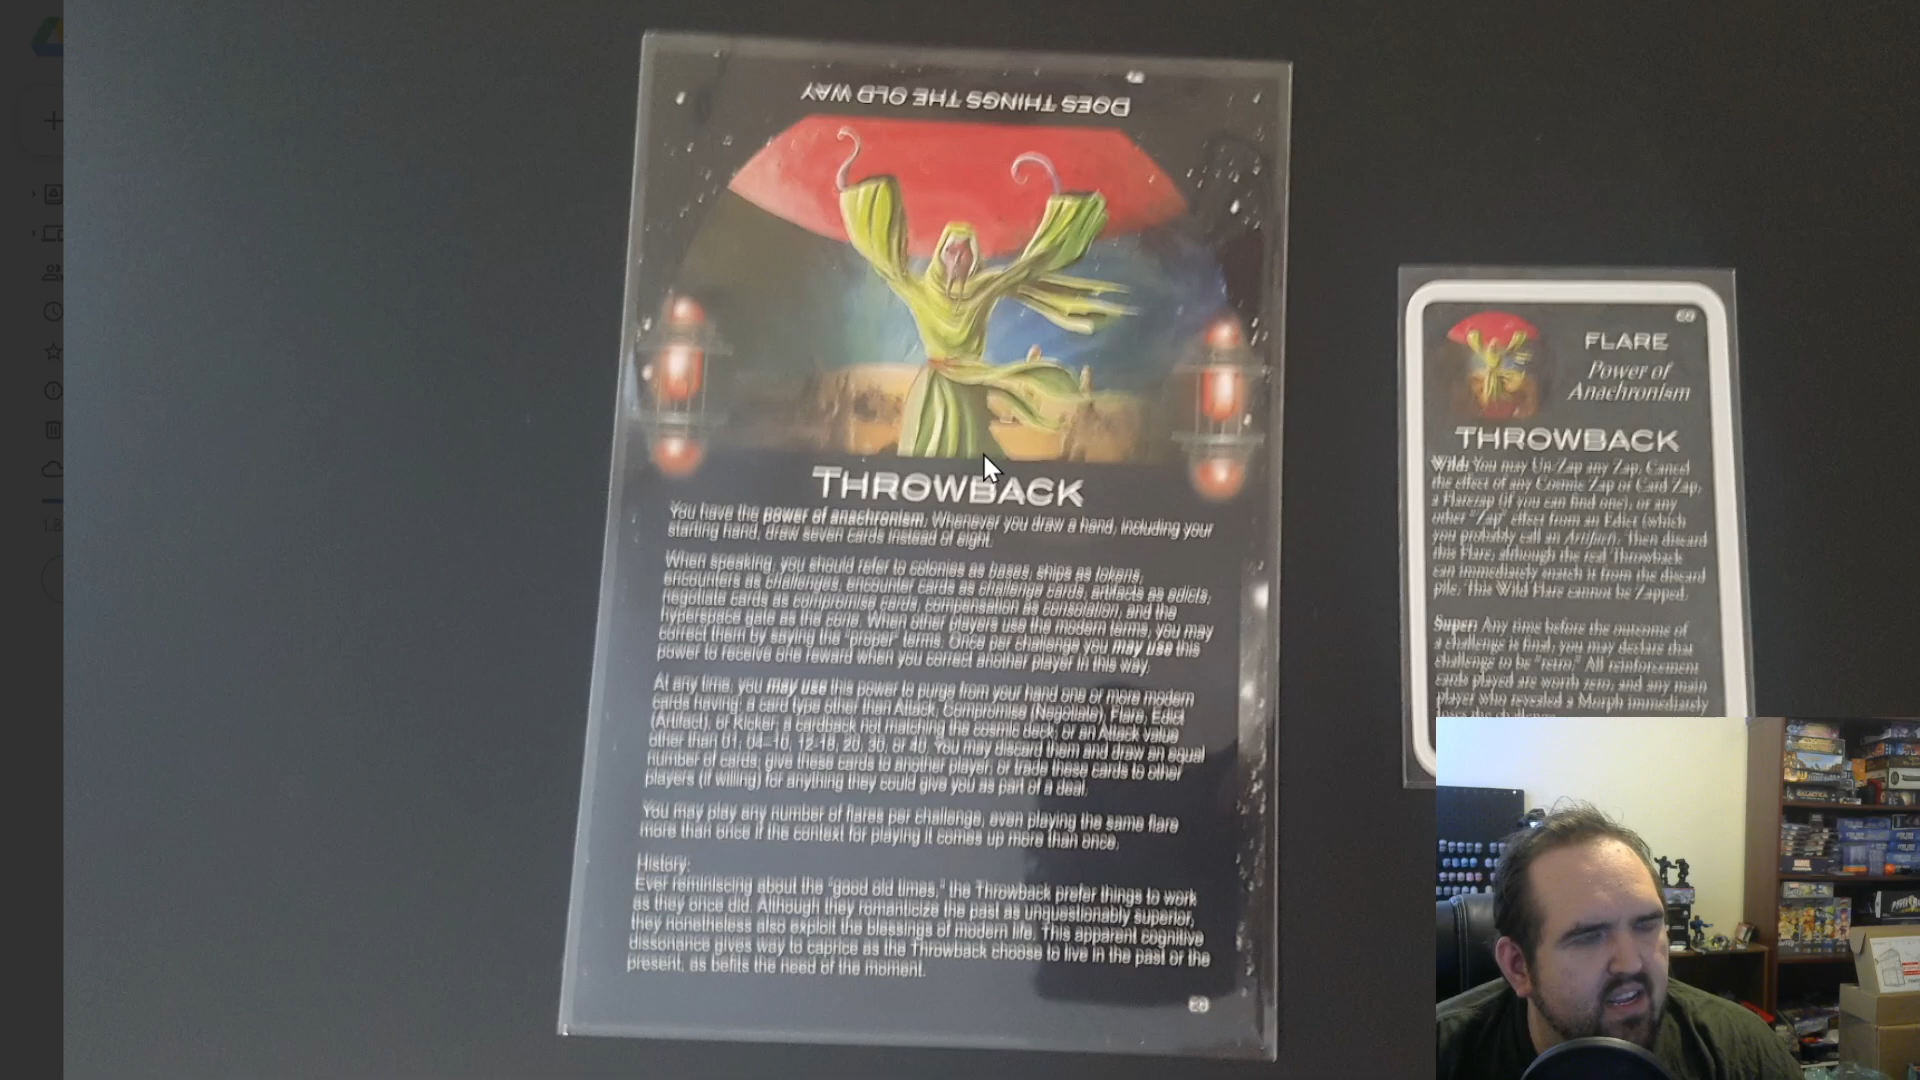 DOES THINGS THE OLD WAY
THROWBACK
You have the power of anachronism. Whenever you draw a hand, including your
starting hand, draw seven cards instead of eight.
When speaking, you should refer to colonies as bases, ships as tokens,
encounters as challenges, encounter cards as challenge cards, artifacts as edicts,
negotiate cards as compromise cards, compensation as consolation, and the
hyperspace gate as the cone. When other players use the modern terms, you may
correct them by saying the "proper" terms. Once per challenge you may use this
power to receive one reward when you correct another player in this way.
At any time, you may use this power to purge from your hand one or more modern
cards having: a card type other than Attack, Compromise (Negotiate), Flare, Edict
(Artifact), or Kicker; a cardback not matching the cosmic deck; or an Attack value
other than 01, 04–10, 12-18, 20, 30, or 40. You may discard them and draw an equal
number of cards; give these cards to another player; or trade these cards to other
players (if willing) for anything they could give you as part of a deal.
You may play any number of flares per challenge, even playing the same flare
more than once if the context for playing it comes up more than once.
History:
Ever reminiscing about the "good old times," the Throwback prefer things to work
as they once did. Although they romanticize the past as unquestionably superior,
they nonetheless also exploit the blessings of modern life. This apparent cognitive
dissonance gives way to caprice as the Throwback choose to live in the past or the
present, as befits the need of the moment.
FLARE
Power of
Anachronism
THROWBACK
Wild: You may Un-Zap any Zap. Cancel
the effect of any Cosmic Zap or Card Zap,
a Flarezap (if you can find one), or any
other "Zap" effect from an Edict (which
you probably call an Artifact). Then discard
this Flare, although the real Throwback
can immediately snatch it from the discard
pile. This Wild Flare cannot be Zapped.
Super: Any time before the outcome of
a challenge is final, you may declare that
challenge to be "retro." All reinforcement
cards played are worth zero, and any main
player who revealed a Morph immediately